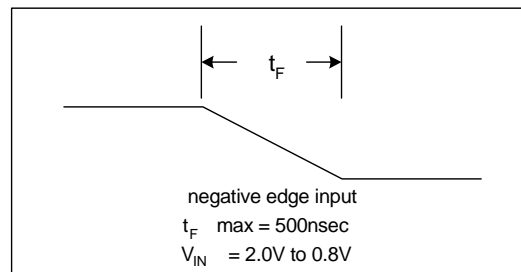 t_F
negative edge input
t_F max = 500nsec
V_IN = 2.0V to 0.8V